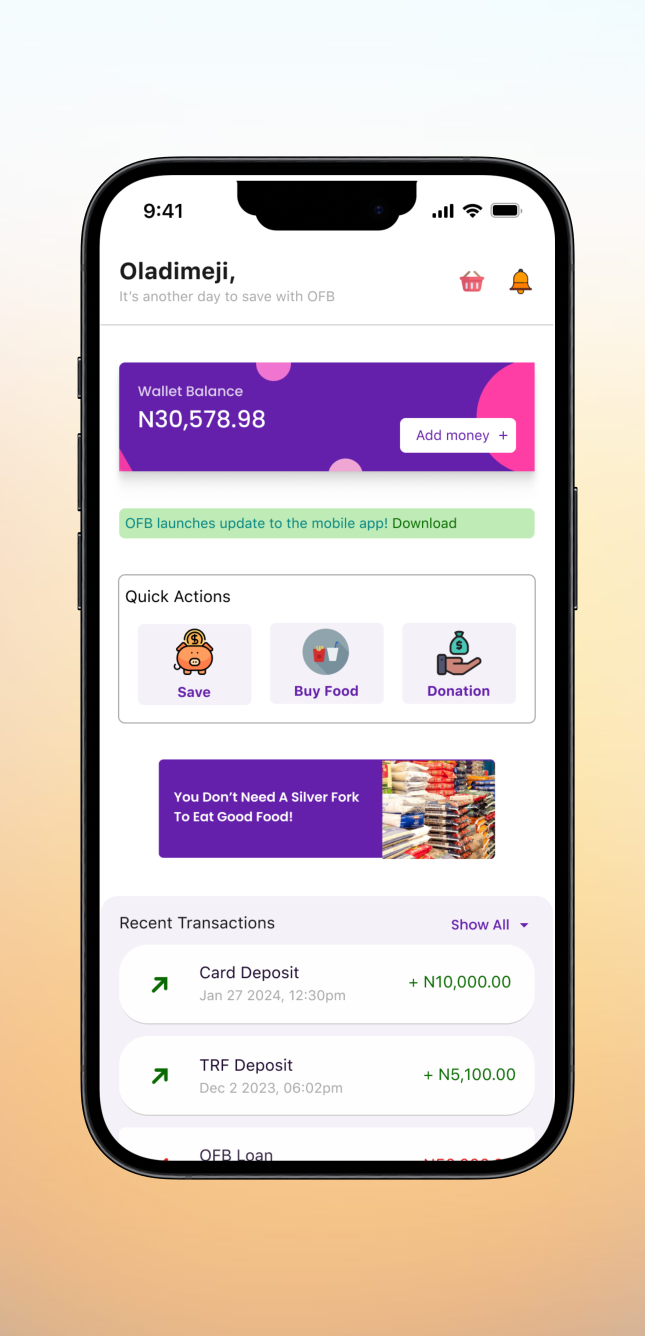 9:41
Oladimeji,
It's another day to save with OFB
Wallet Balance
N30,578.98
Add money +
OFB launches update to the mobile app! Download
Quick Actions
Save
Buy Food
Donation
You Don't Need A Silver Fork
To Eat Good Food!
Recent Transactions
Show All
Card Deposit
+ N10,000.00
Jan 27 2024, 12:30pm
TRF Deposit
+ N5,100.00
Dec 2 2023, 06:02pm
OFB Loan